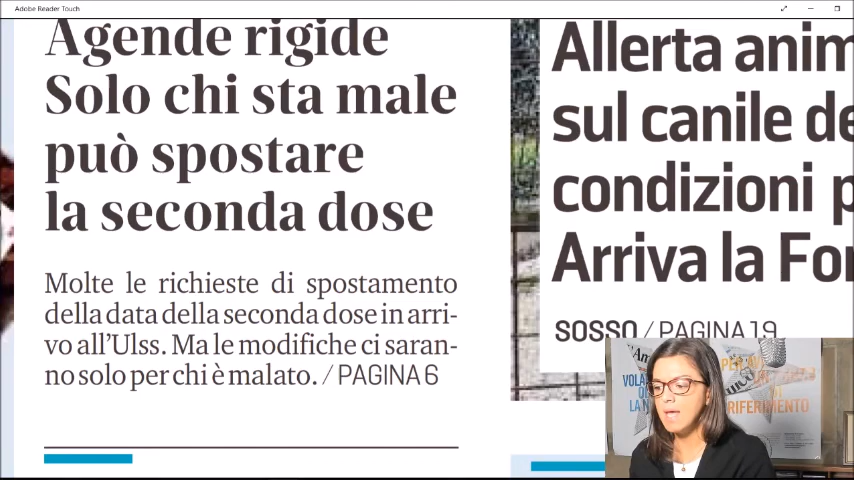 Adobe Reader Touch
Agende rigide
Solo chi sta male
può spostare
la seconda dose
Molte le richieste di spostamento
della data della seconda dose in arri-
vo all'Ulss. Ma le modifiche ci saran-
no solo per chi è malato. / PAGINA 6
Allerta anim
sul canile de
condizioni p
Arriva la For
SOSSO / PAGINA 19
VOLA
RIFERIMENTO